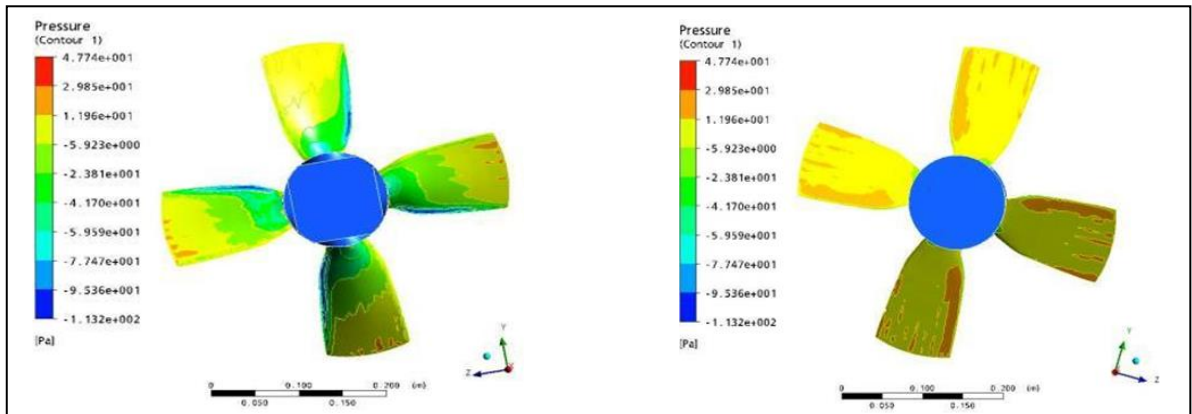 Pressure
(Contour 1)
4.774e+001
2.985e+001
1.196e+001
-5.923e+000
-2.381e+001
-4.170e+001
-5.959e+001
-7.747e+001
-9.536e+001
-1.132e+002
[Pa]
0 0.100 0.200 (m)
0.050 0.150
Y
Z
Pressure
(Contour 1)
4.774e+001
2.985e+001
1.196e+001
-5.923e+000
-2.381e+001
-4.170e+001
-5.959e+001
-7.747e+001
-9.536e+001
-1.132e+002
[Pa]
0 0.100 0.200 (m)
0.050 0.150
Y
Z